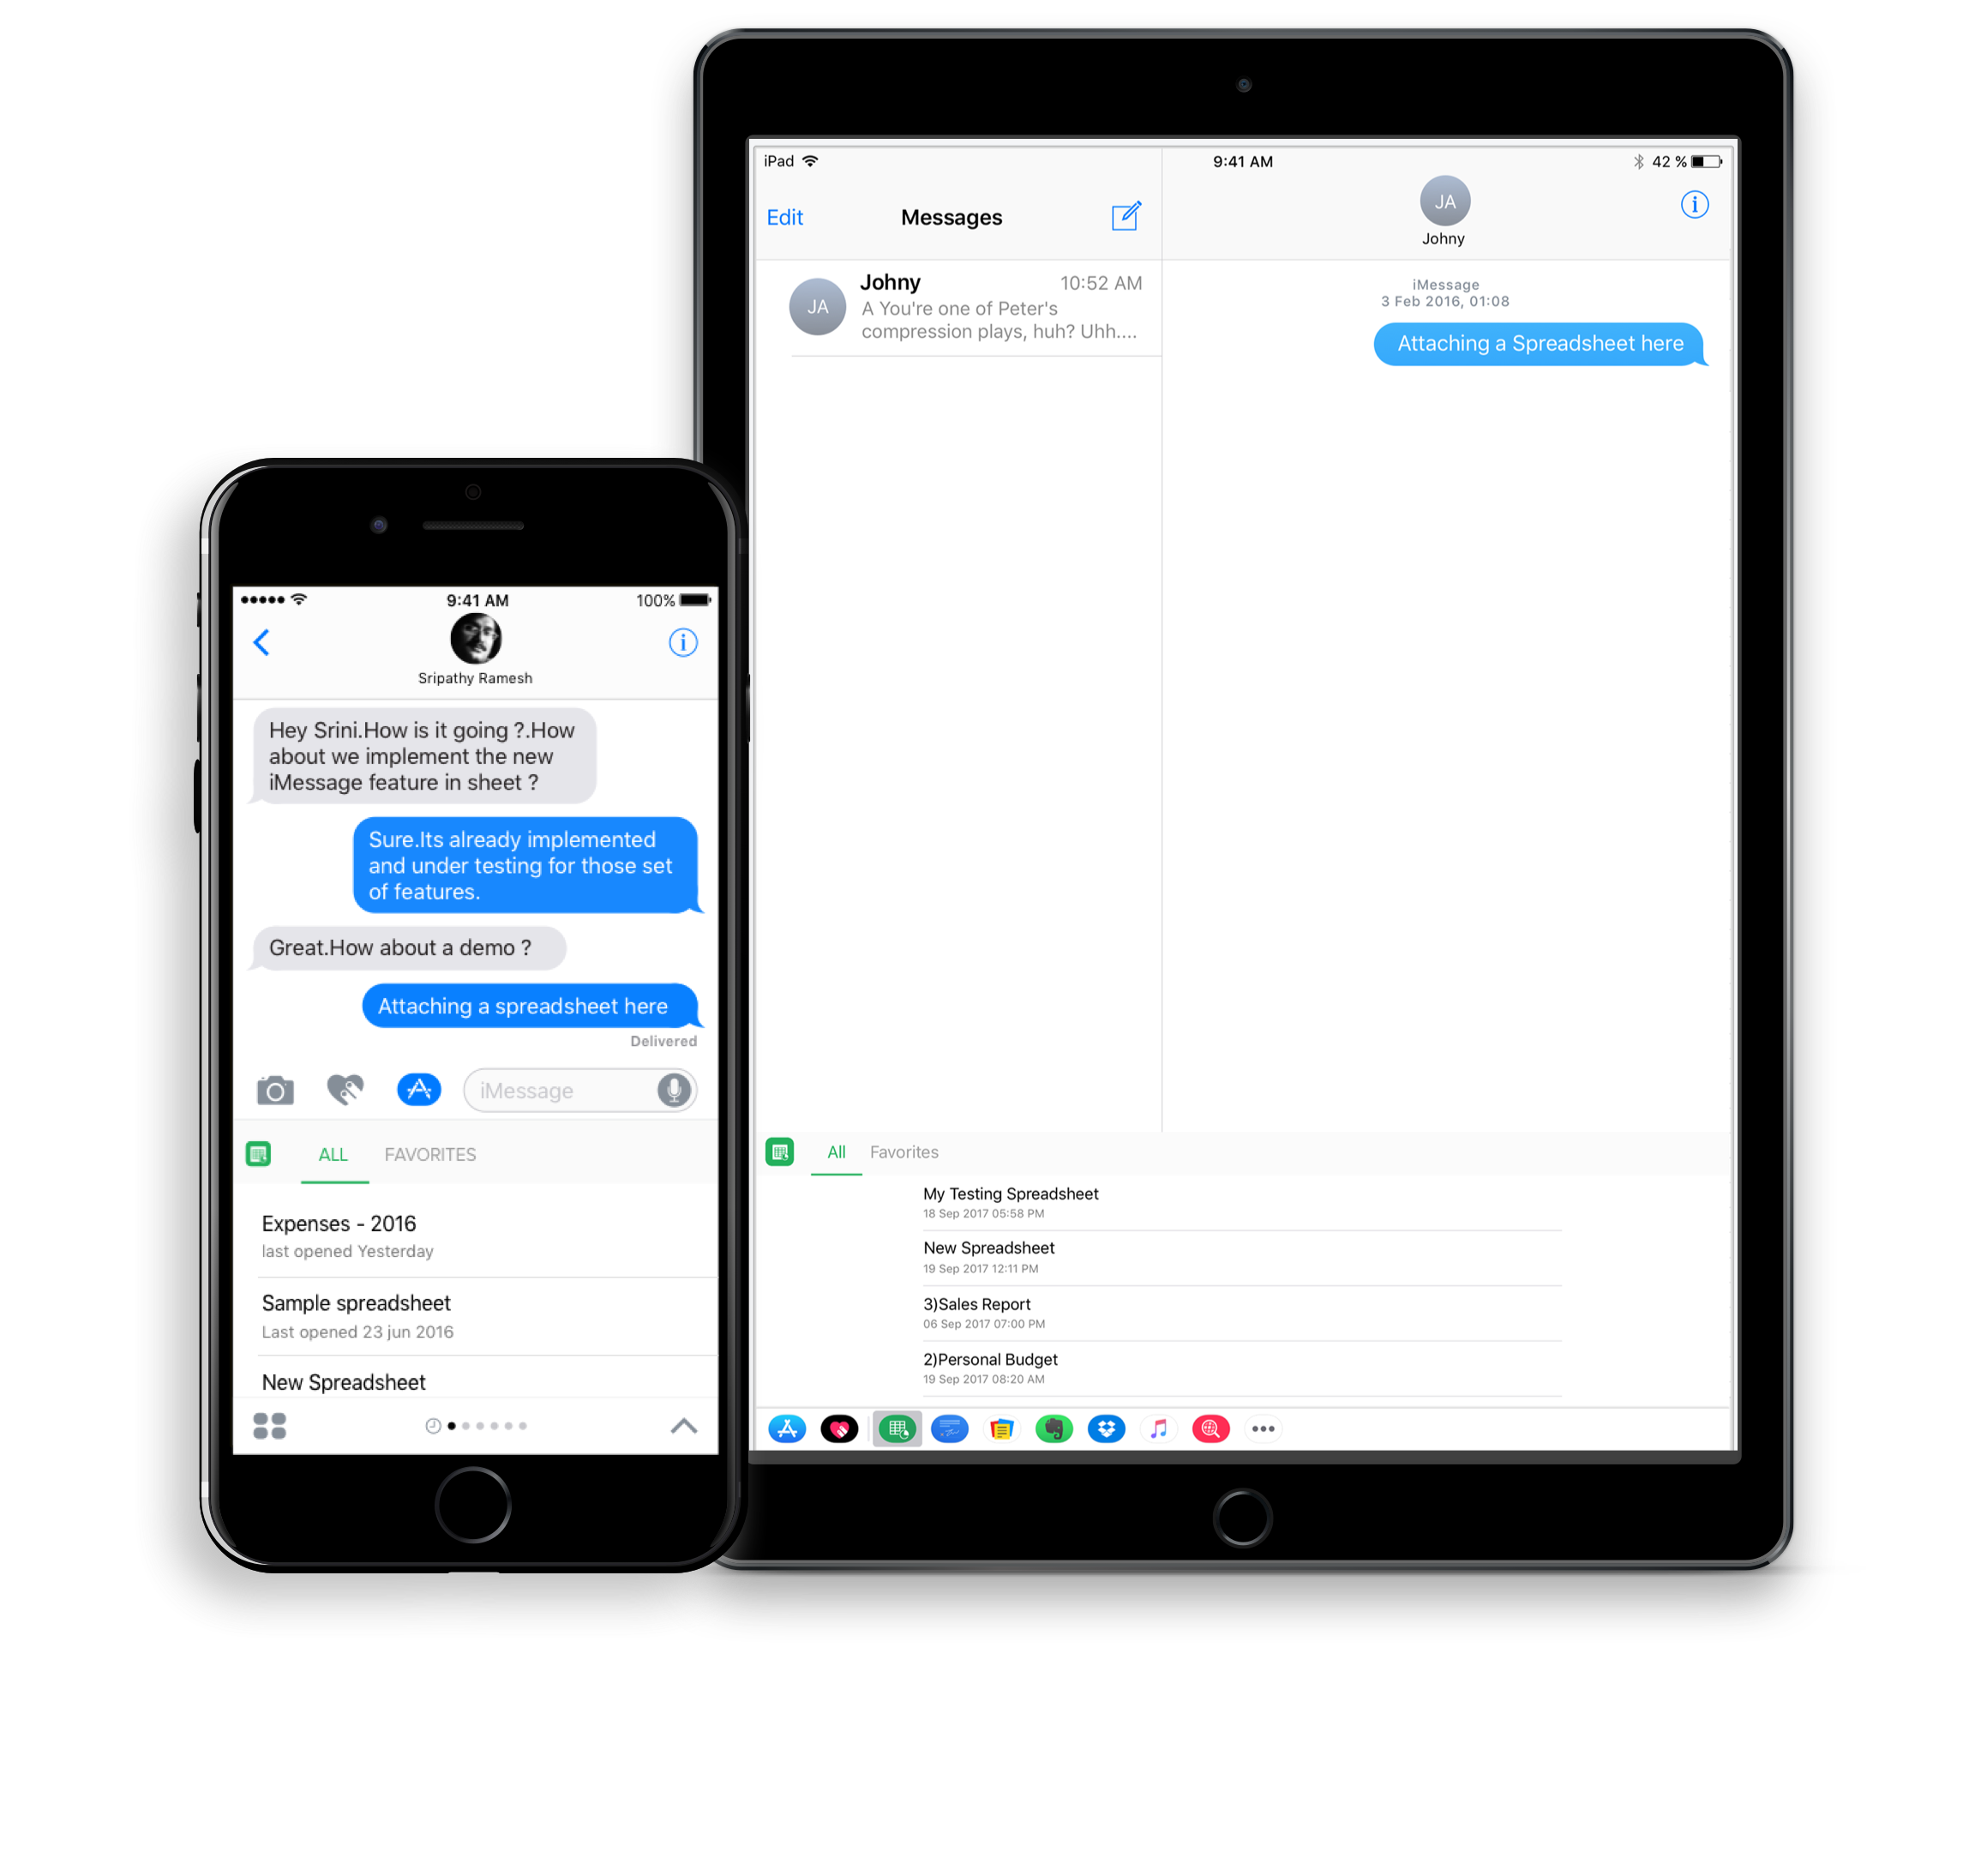 iPad
9:41 AM
42 %
Edit
Messages
JA
Johny
JA
Johny
10:52 AM
A You're one of Peter's
compression plays, huh? Uhh....
iMessage
3 Feb 2016, 01:08
Attaching a Spreadsheet here
All
Favorites
My Testing Spreadsheet
18 Sep 2017 05:58 PM
New Spreadsheet
19 Sep 2017 12:11 PM
3)Sales Report
06 Sep 2017 07:00 PM
2)Personal Budget
19 Sep 2017 08:20 AM
9:41 AM
100%
Sripathy Ramesh
Hey Srini.How is it going ?.How
about we implement the new
iMessage feature in sheet ?
Sure.Its already implemented
and under testing for those set
of features.
Great.How about a demo ?
Attaching a spreadsheet here
Delivered
iMessage
ALL
FAVORITES
Expenses - 2016
last opened Yesterday
Sample spreadsheet
Last opened 23 jun 2016
New Spreadsheet